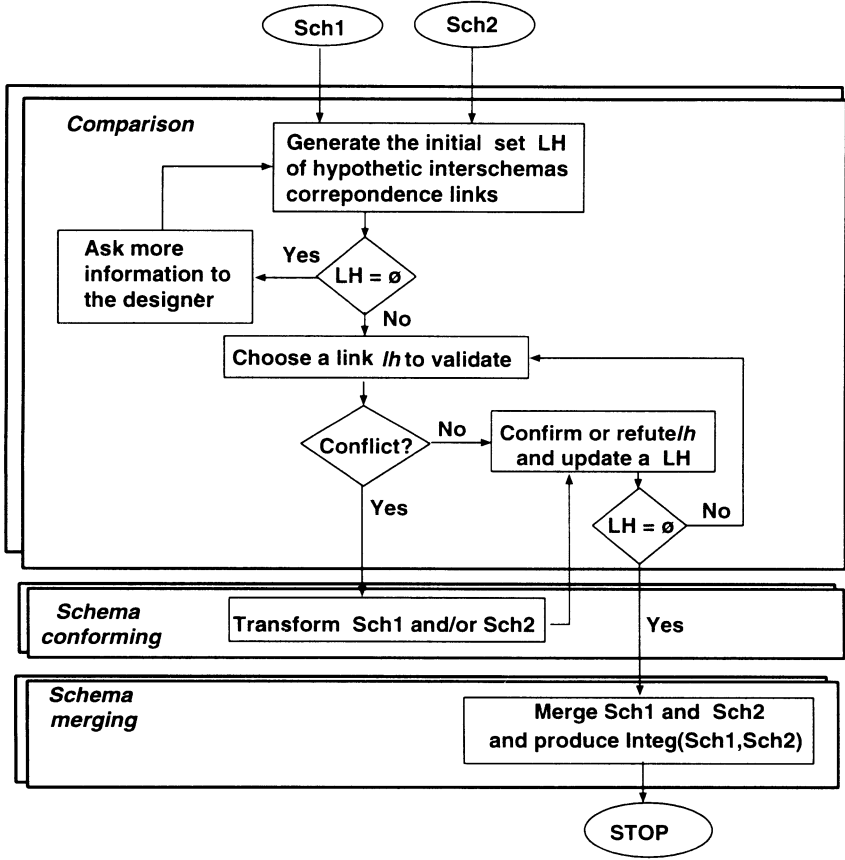 Sch1
Sch2
Comparison
Generate the initial set LH
of hypothetic interschemas
correpondence links
Ask more
information to
the designer
Yes
LH = ø
No
Choose a link lh to validate
Conflict?
No
Confirm or refute lh
and update a LH
Yes
LH = ø
No
Schema
conforming
Transform Sch1 and/or Sch2
Yes
Schema
merging
Merge Sch1 and Sch2
and produce Integ(Sch1,Sch2)
STOP